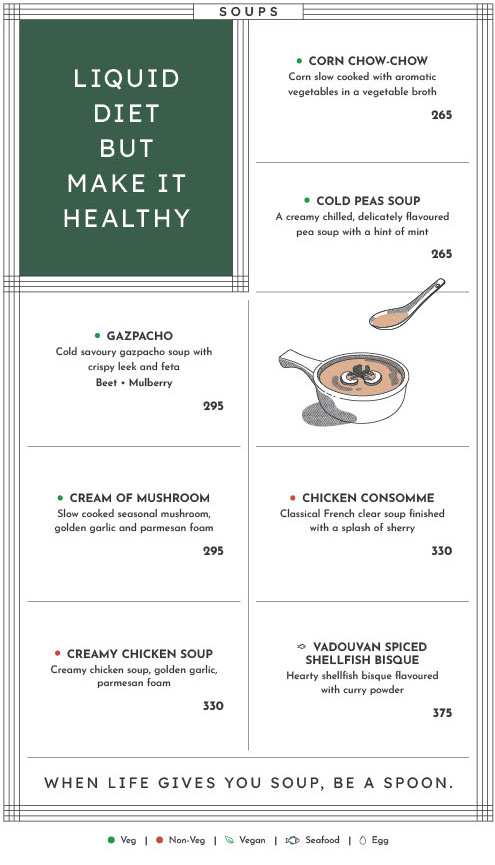 SOUPS
LIQUID
DIET
BUT
MAKE IT
HEALTHY
CORN CHOW-CHOW
Corn slow cooked with aromatic
vegetables in a vegetable broth
265
COLD PEAS SOUP
A creamy chilled, delicately flavoured
pea soup with a hint of mint
265
GAZPACHO
Cold savoury gazpacho soup with
crispy leek and feta
Beet • Mulberry
295
CREAM OF MUSHROOM
Slow cooked seasonal mushroom,
golden garlic and parmesan foam
295
CHICKEN CONSOMME
Classical French clear soup finished
with a splash of sherry
330
CREAMY CHICKEN SOUP
Creamy chicken soup, golden garlic,
parmesan foam
330
VADOUVAN SPICED
SHELLFISH BISQUE
Hearty shellfish bisque flavoured
with curry powder
375
WHEN LIFE GIVES YOU SOUP, BE A SPOON.
Veg | Non-Veg | Vegan | Seafood | Egg